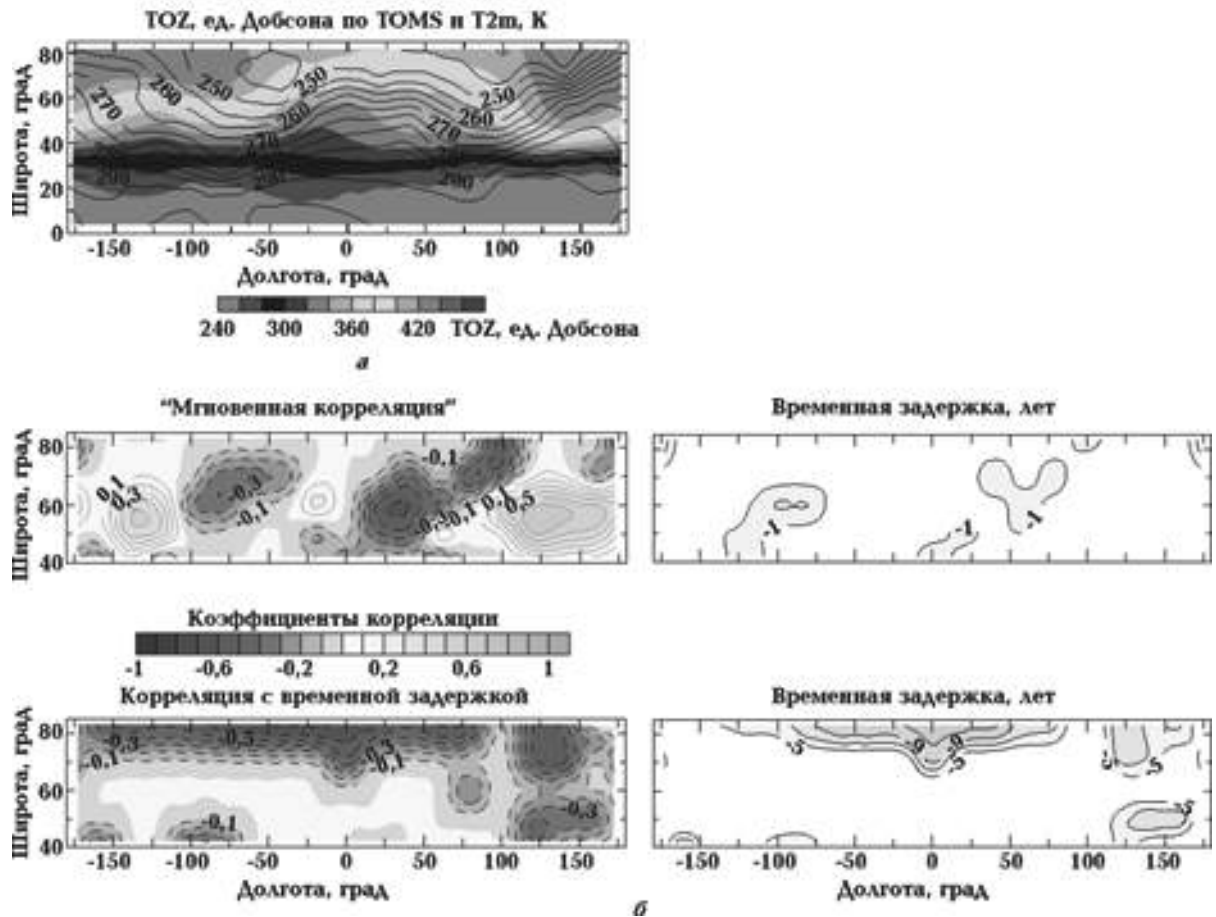 TOZ, ед. Добсона по TOMS и T2m, К
Широта, град
80
60
40
20
0
250
250
250
260
260
260
270
270
270
290
-150 -100 -50 0 50 100 150
Долгота, град
240 300 360 420 TOZ, ед. Добсона
а
“Мгновенная корреляция”
Широта, град
80
60
40
0,1
0,3
-0,3
-0,1
-0,1
-0,3
-0,1
0,1
0,5
Временная задержка, лет
-1
-1
-1
Коэффициенты корреляции
-1 -0,6 -0,2 0,2 0,6 1
Корреляция с временной задержкой
Широта, град
80
60
40
-0,3
-0,1
-0,5
-0,3
-0,1
-0,1
-0,3
-150 -100 -50 0 50 100 150
Долгота, град
Временная задержка, лет
-5
-9
-9
-5
-5
-5
-150 -100 -50 0 50 100 150
Долгота, град
б